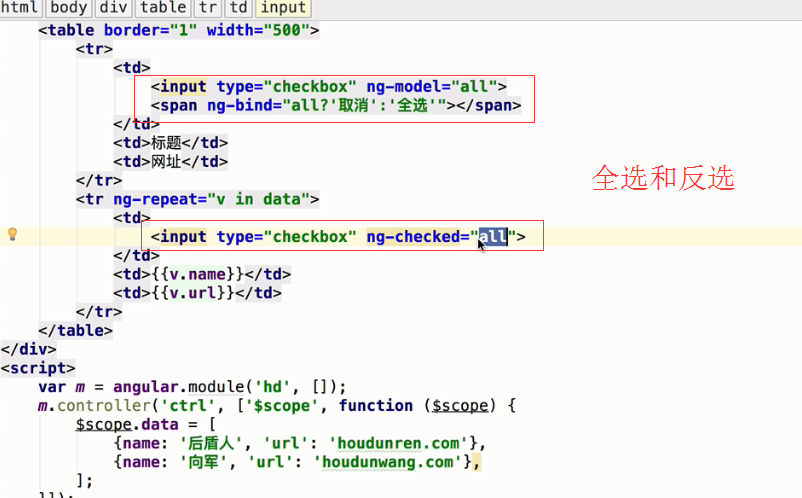 html body div table tr td input
<table border="1" width="500">
<tr>
<td>
<input type="checkbox" ng-model="all">
<span ng-bind="all?'取消':'全选'"></span>
</td>
<td>标题</td>
<td>网址</td>
</tr>
全选和反选
<tr ng-repeat="v in data">
<td>
<input type="checkbox" ng-checked="all">
</td>
<td>{{v.name}}</td>
<td>{{v.url}}</td>
</tr>
</table>
</div>
<script>
var m = angular.module('hd', []);
m.controller('ctrl', ['$scope', function ($scope) {
$scope.data = [
{name: '后盾人', 'url': 'houdunren.com'},
{name: '向军', 'url': 'houdunwang.com'},
];
}]);